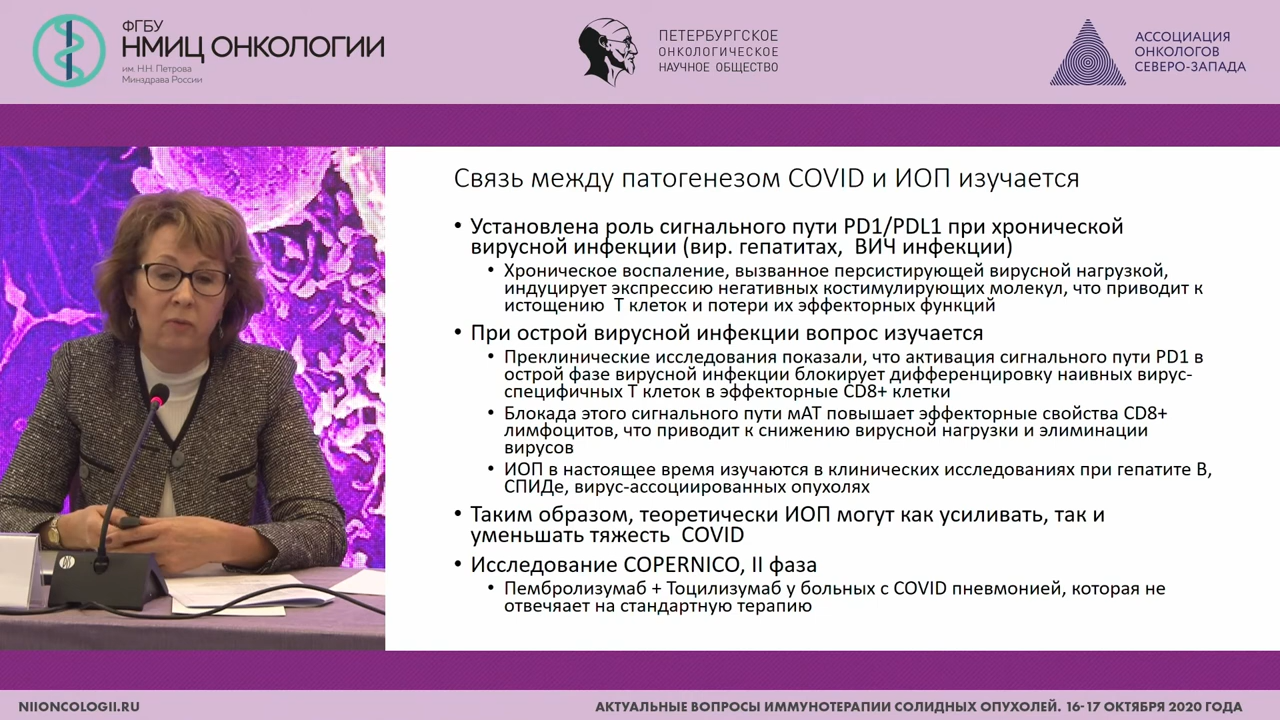 ФГБУ
НМИЦ ОНКОЛОГИИ
им. Н.Н. Петрова
Минздрава России
ПЕТЕРБУРГСКОЕ
ОНКОЛОГИЧЕСКОЕ
НАУЧНОЕ ОБЩЕСТВО
АССОЦИАЦИЯ
ОНКОЛОГОВ
СЕВЕРО-ЗАПАДА
Связь между патогенезом COVID и ИОП изучается
• Установлена роль сигнального пути PD1/PDL1 при хронической
вирусной инфекции (вир. гепатитах, ВИЧ инфекции)
• Хроническое воспаление, вызванное персистирующей вирусной нагрузкой,
индуцирует экспрессию негативных костимулирующих молекул, что приводит к
истощению Т клеток и потери их эффекторных функций
• При острой вирусной инфекции вопрос изучается
• Преклинические исследования показали, что активация сигнального пути PD1 в
острой фазе вирусной инфекции блокирует дифференцировку наивных вирус-
специфичных Т клеток в эффекторные CD8+ клетки
• Блокада этого сигнального пути мАТ повышает эффекторные свойства CD8+
лимфоцитов, что приводит к снижению вирусной нагрузки и элиминации
вирусов
• ИОП в настоящее время изучаются в клинических исследованиях при гепатите В,
СПИДе, вирус-ассоциированных опухолях
• Таким образом, теоретически ИОП могут как усиливать, так и
уменьшать тяжесть COVID
• Исследование COPERNICO, II фаза
• Пембролизумаб + Тоцилизумаб у больных с COVID пневмонией, которая не
отвечяает на стандартную терапию
NIIONCOLOGII.RU
АКТУАЛЬНЫЕ ВОПРОСЫ ИММУНОТЕРАПИИ СОЛИДНЫХ ОПУХОЛЕЙ. 16-17 ОКТЯБРЯ 2020 ГОДА